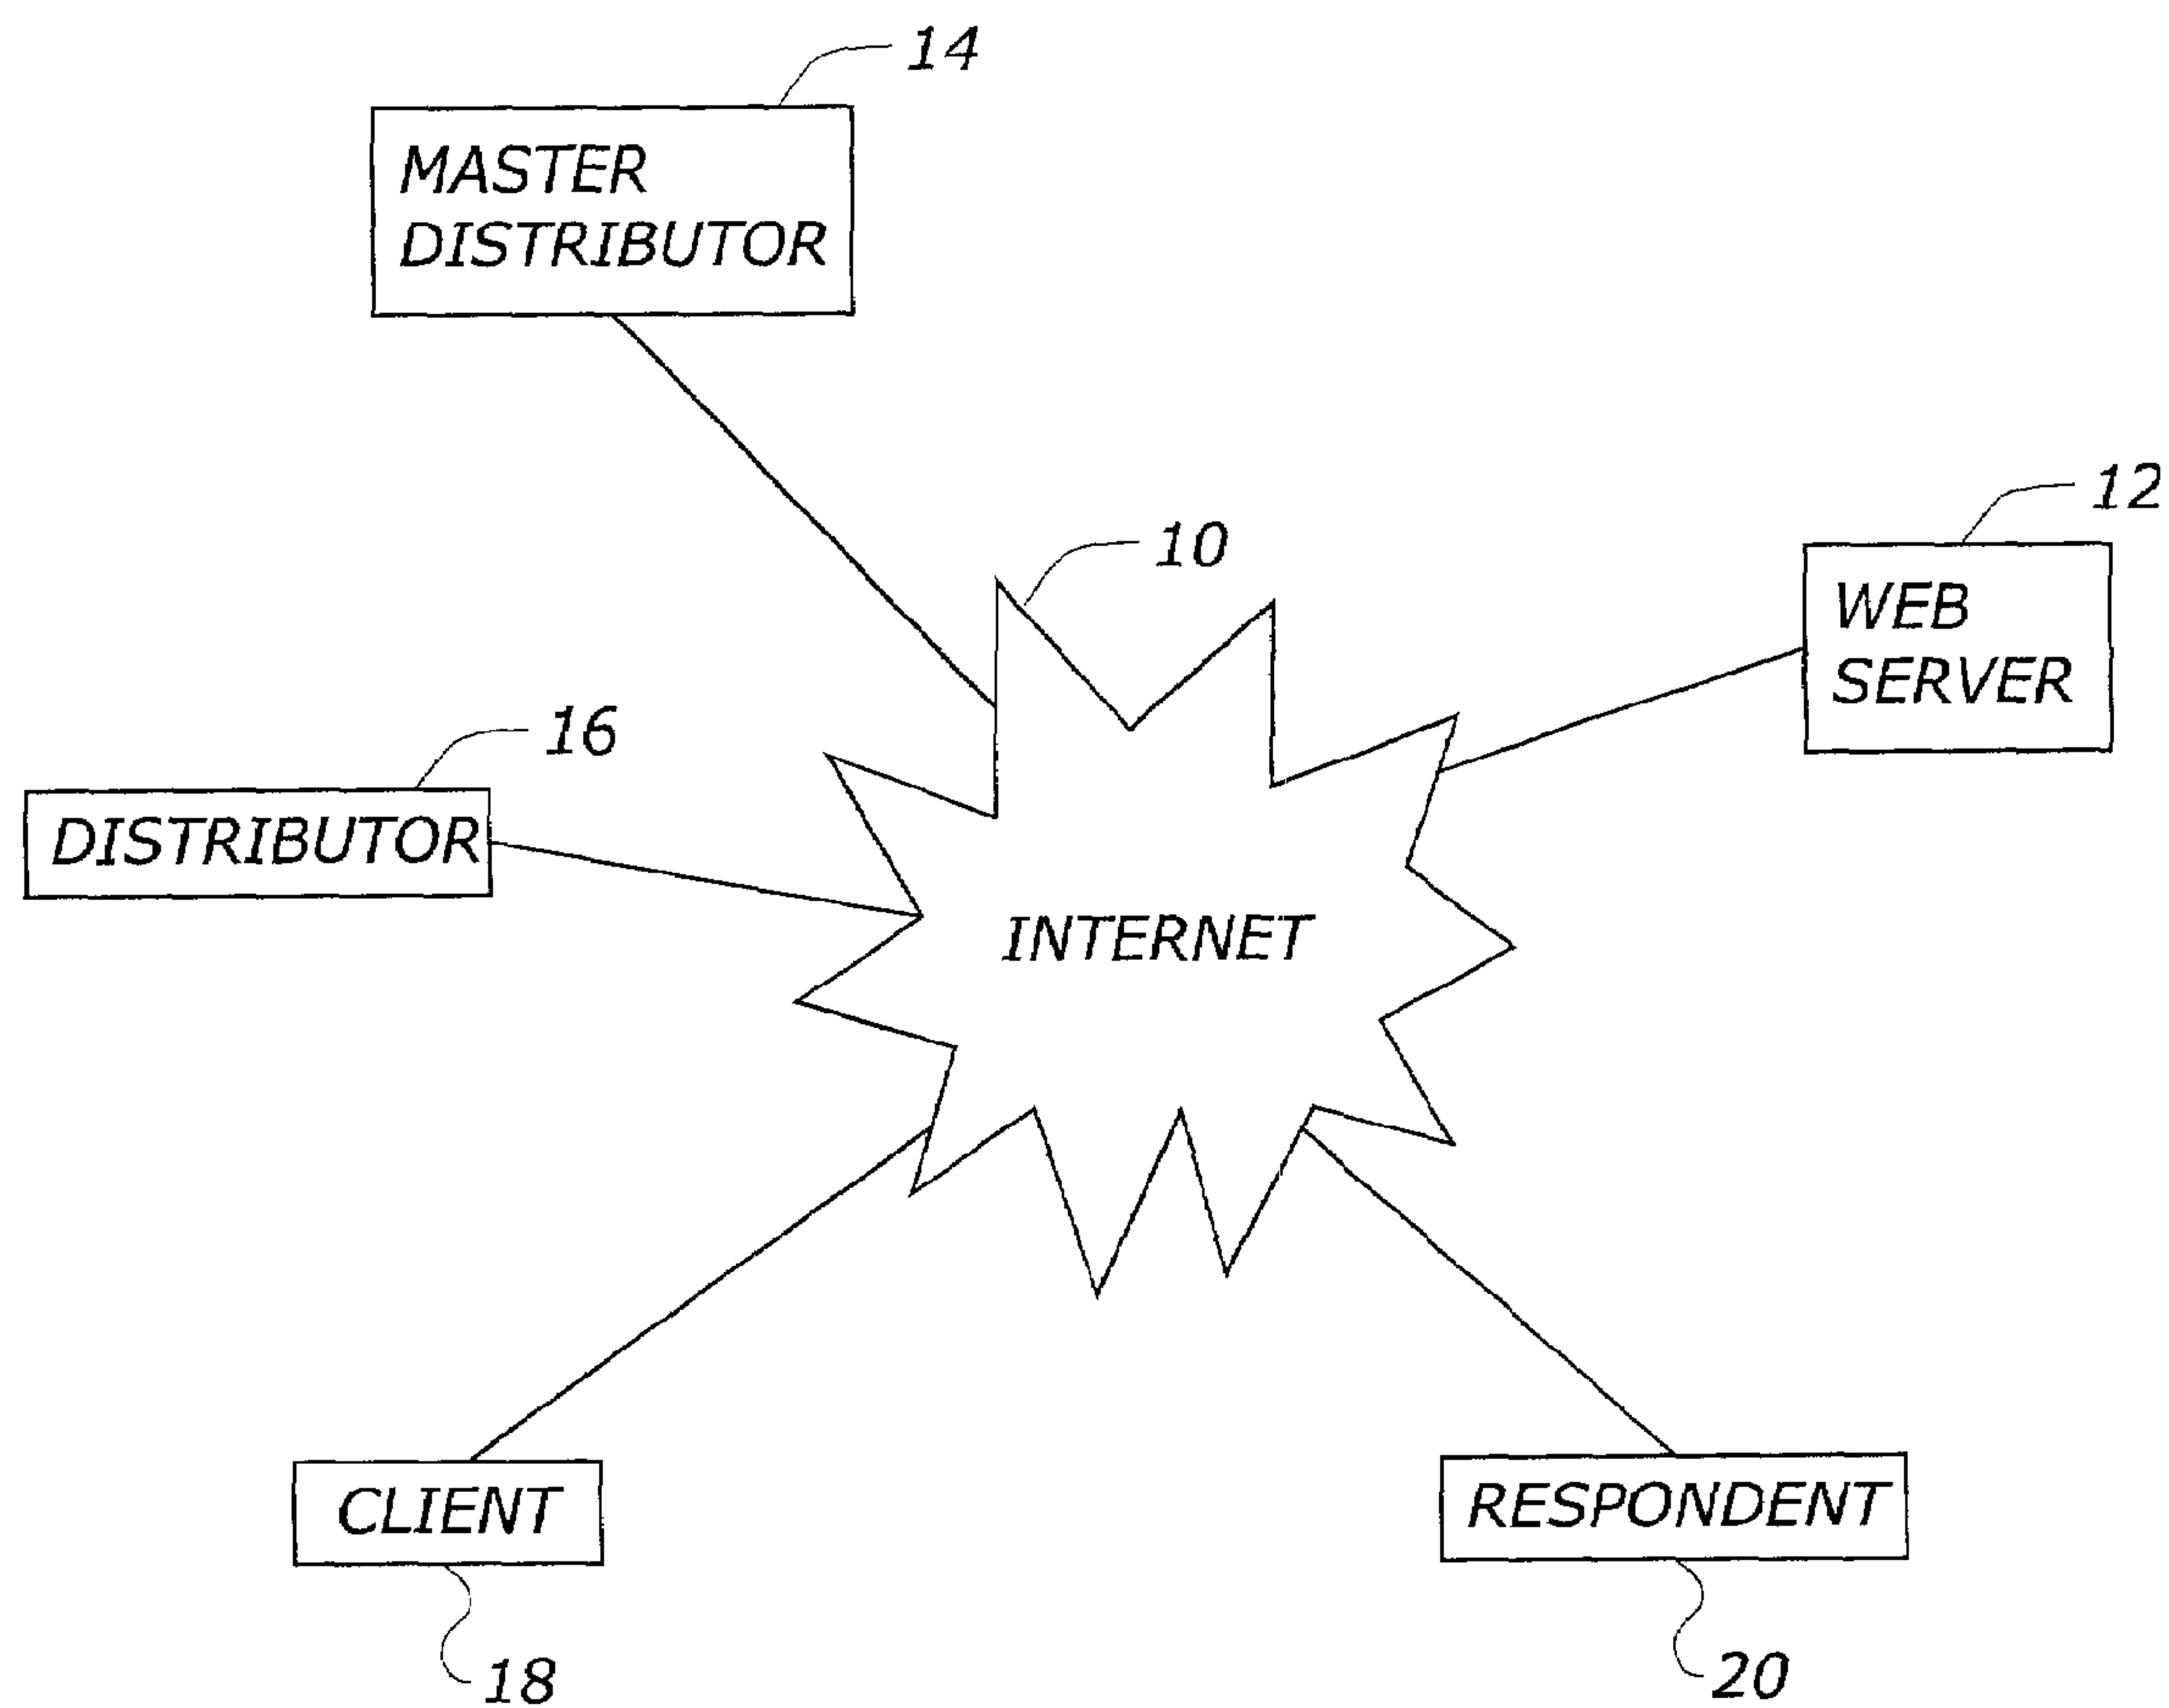 14
MASTER
DISTRIBUTOR
12
10
WEB
SERVER
16
DISTRIBUTOR
INTERNET
CLIENT
RESPONDENT
18
20